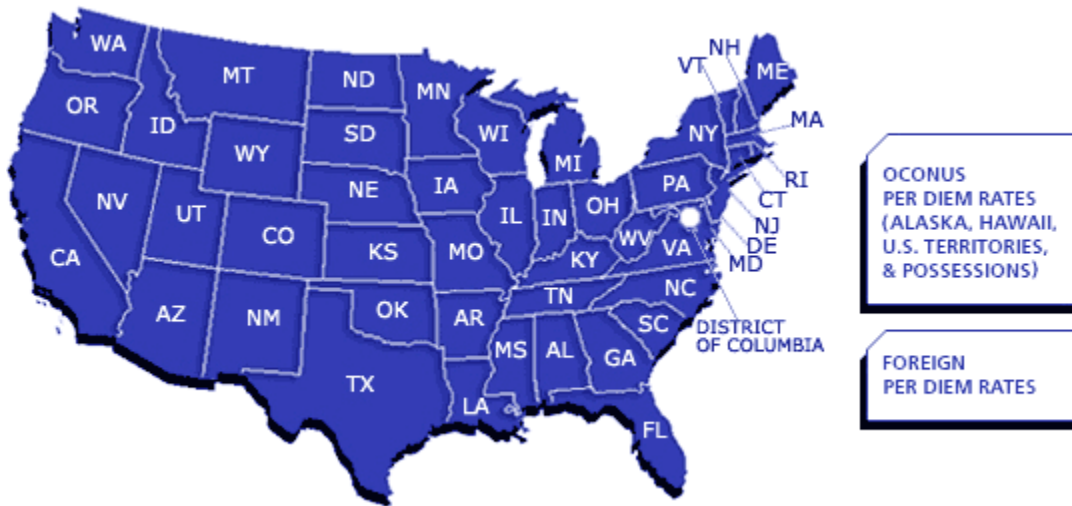 WA
MT
ND
MN
VT
NH
ME
OR
ID
WY
SD
WI
MI
NY
MA
NV
UT
CO
NE
IA
IL
IN
OH
PA
RI
CT
NJ
DE
MD
CA
KS
MO
KY
WV
VA
AZ
NM
OK
AR
TN
NC
SC
TX
LA
MS
AL
GA
FL
DISTRICT
OF COLUMBIA
OCONUS
PER DIEM RATES
(ALASKA, HAWAII,
U.S. TERRITORIES,
& POSSESSIONS)
FOREIGN
PER DIEM RATES